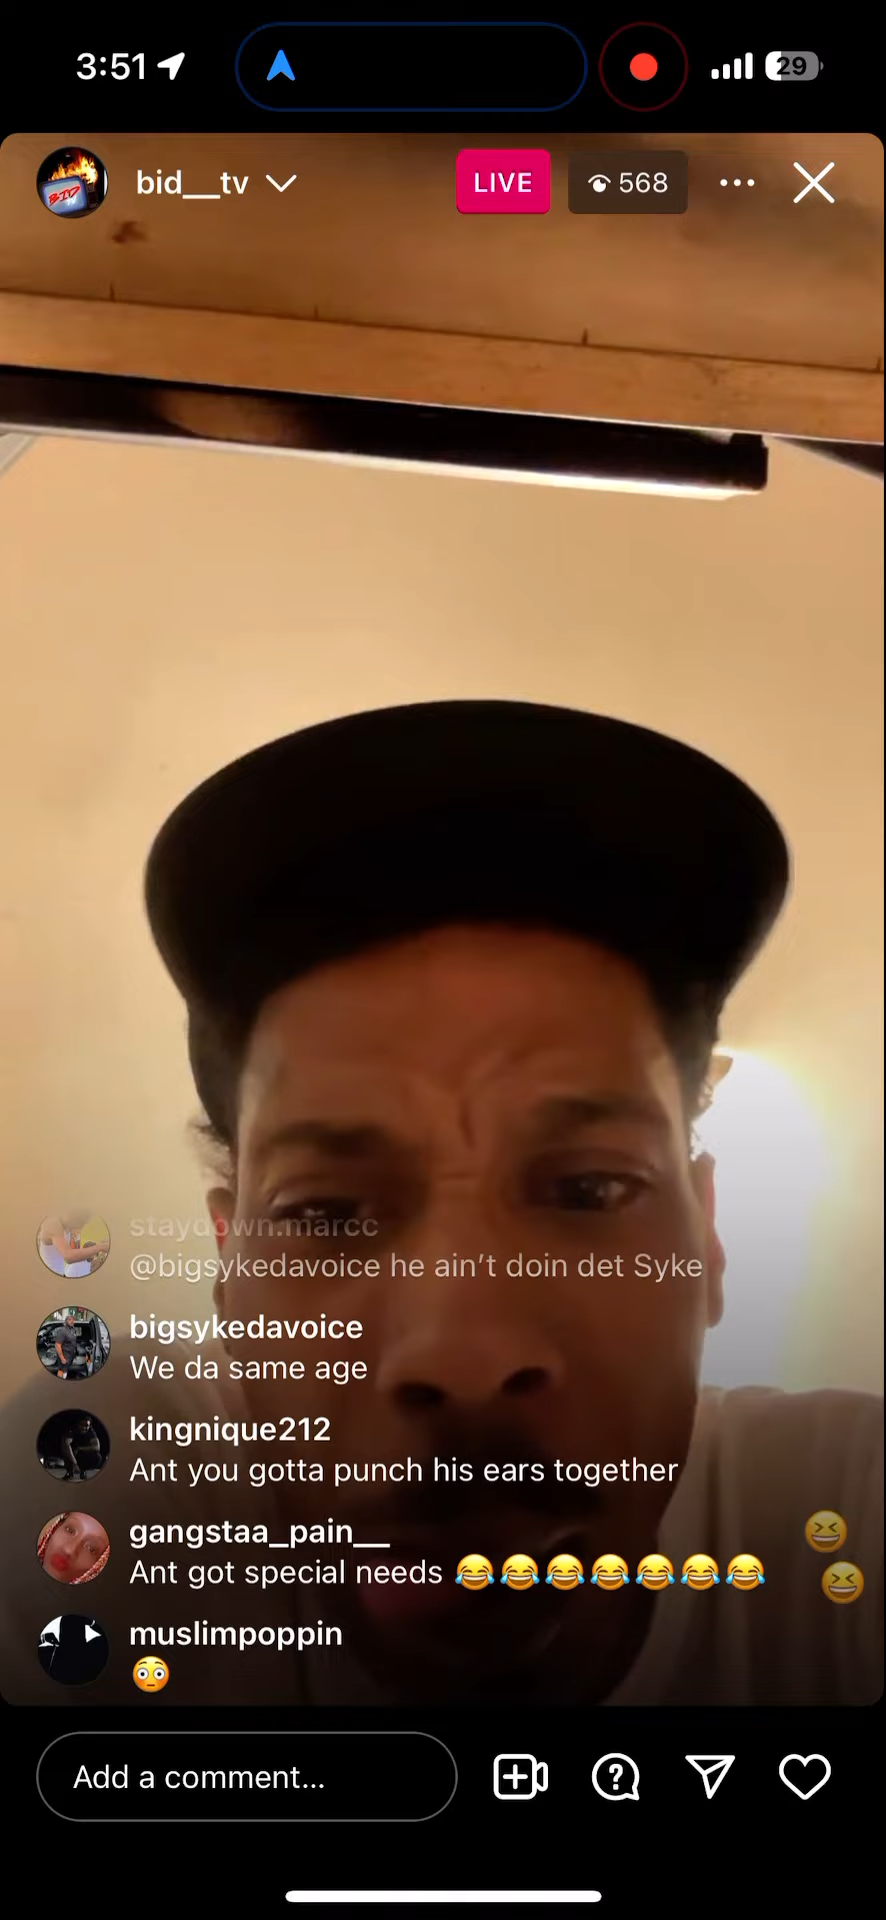 3:51
29
bid__tv
LIVE
568
BID
staydown.marcc
@bigsykedavoice he ain’t doin det Syke
bigsykedavoice
We da same age
kingnique212
Ant you gotta punch his ears together
gangstaa_pain__
Ant got special needs 😂😂😂😂😂😂😂
muslimpoppin
😳
Add a comment...